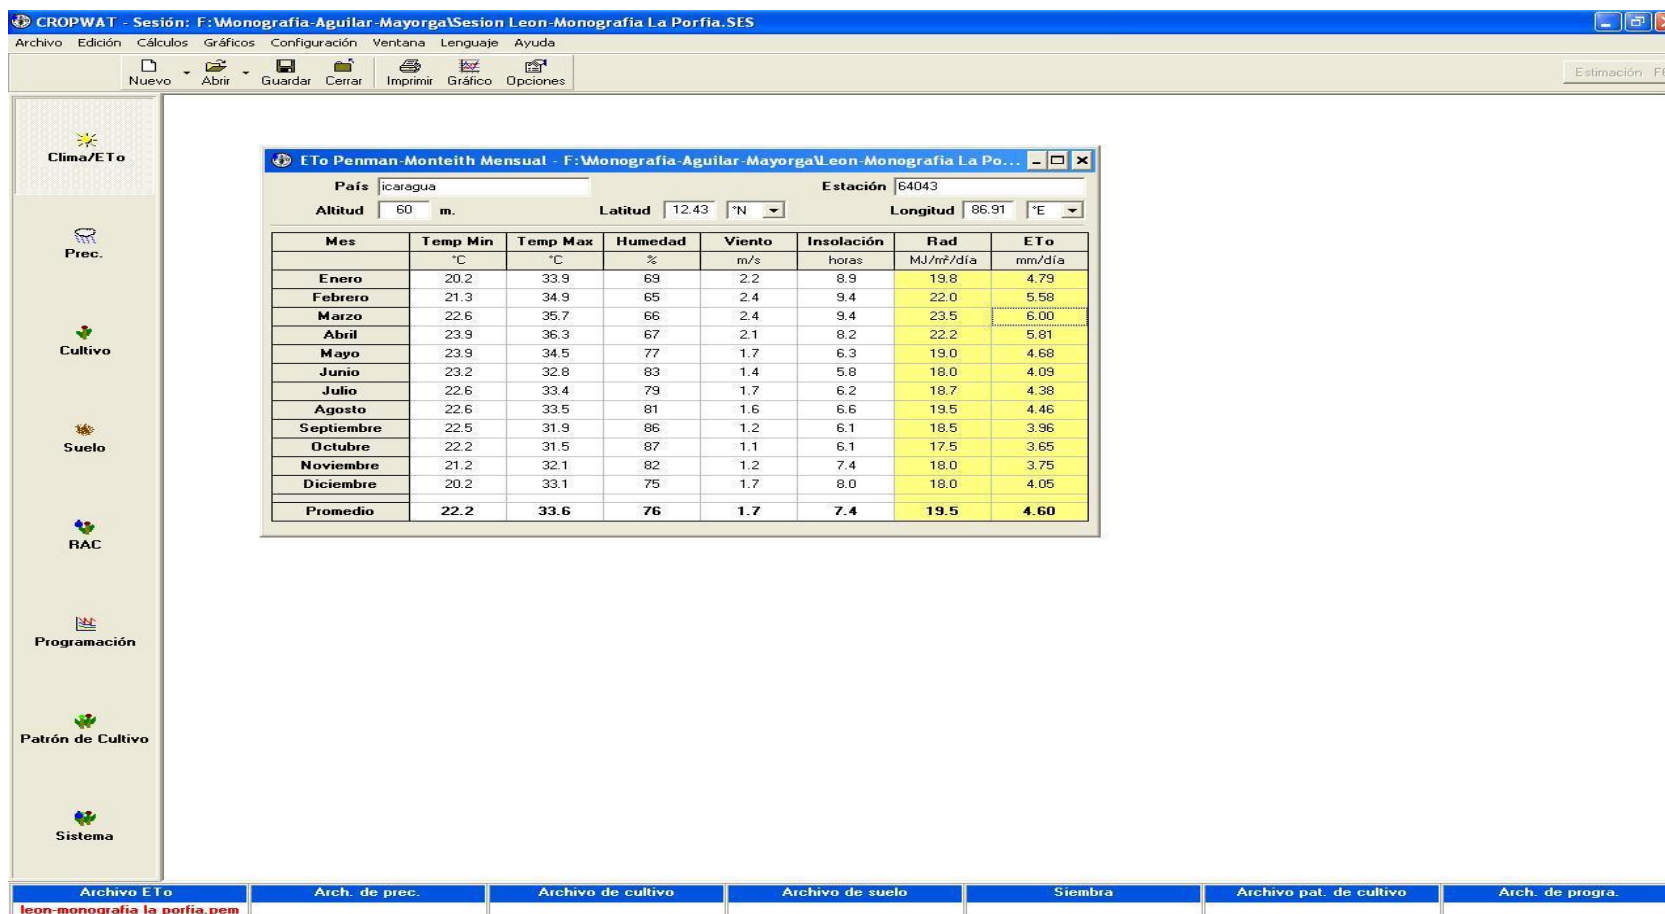 CROPWAT - Sesión: F:\Monografia-Aguilar-Mayorga\Sesion Leon-Monografia La Porfia.SES
Archivo Edición Cálculos Gráficos Configuración Ventana Lenguaje Ayuda
Nuevo Abrir Guardar Cerrar Imprimir Gráfico Opciones
Estimación
Clima/ETo
Prec.
Cultivo
Suelo
RAC
Programación
Patrón de Cultivo
Sistema
ETo Penman-Monteith Mensual - F:\Monografia-Aguilar-Mayorga\Leon-Monografia La Po...
País icaragua Estación 64043
Altitud 60 m. Latitud 12.43 °N Longitud 86.91 °E
Mes Temp Min Temp Max Humedad Viento Insolación Rad ETo
°C °C % m/s horas MJ/m²/día mm/día
Enero 20.2 33.9 69 2.2 8.9 19.8 4.79
Febrero 21.3 34.9 65 2.4 9.4 22.0 5.58
Marzo 22.6 35.7 66 2.4 9.4 23.5 6.00
Abril 23.9 36.3 67 2.1 8.2 22.2 5.81
Mayo 23.9 34.5 77 1.7 6.3 19.0 4.68
Junio 23.2 32.8 83 1.4 5.8 18.0 4.09
Julio 22.6 33.4 79 1.7 6.2 18.7 4.38
Agosto 22.6 33.5 81 1.6 6.6 19.5 4.46
Septiembre 22.5 31.9 86 1.2 6.1 18.5 3.96
Octubre 22.2 31.5 87 1.1 6.1 17.5 3.65
Noviembre 21.2 32.1 82 1.2 7.4 18.0 3.75
Diciembre 20.2 33.1 75 1.7 8.0 18.0 4.05
Promedio 22.2 33.6 76 1.7 7.4 19.5 4.60
Archivo ETo Arch. de prec. Archivo de cultivo Archivo de suelo Siembra Archivo pat. de cultivo Arch. de progra.
leon-monografia la porfia.pem